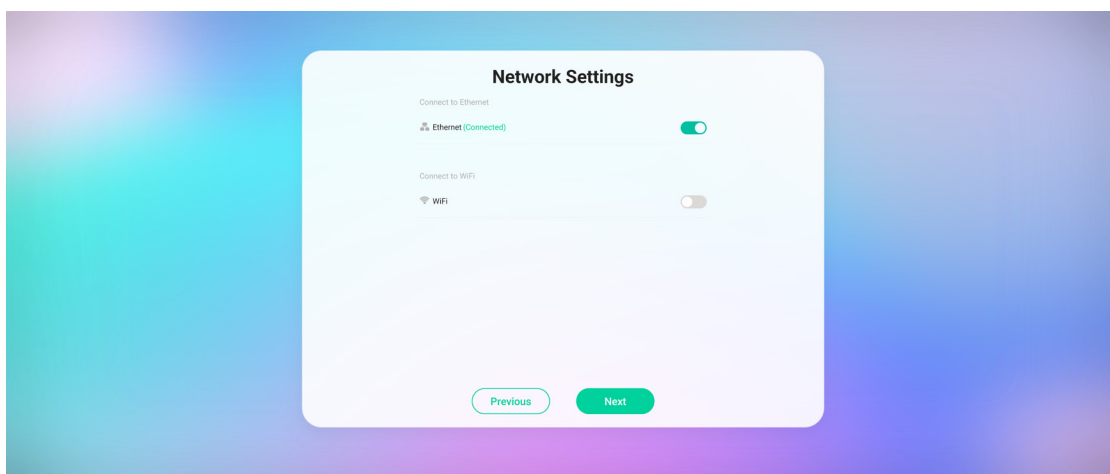 Network Settings
Connect to Ethernet
Ethernet (Connected)
Connect to WiFi
WiFi
Previous
Next